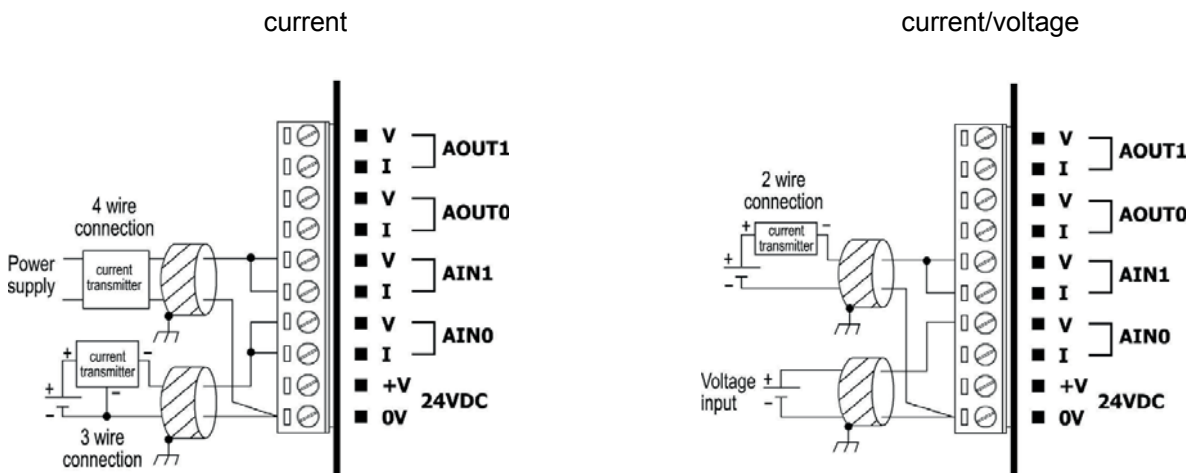 current
V
I
AOUT1
V
I
AOUT0
V
I
AIN1
V
I
AIN0
+V
0V
24VDC
4 wire
connection
Power
supply
current
transmitter
+
−
current
transmitter
+
−
−
3 wire
connection
current/voltage
V
I
AOUT1
V
I
AOUT0
V
I
AIN1
V
I
AIN0
+V
0V
24VDC
2 wire
connection
+
−
current
transmitter
+
−
Voltage
input
+
−